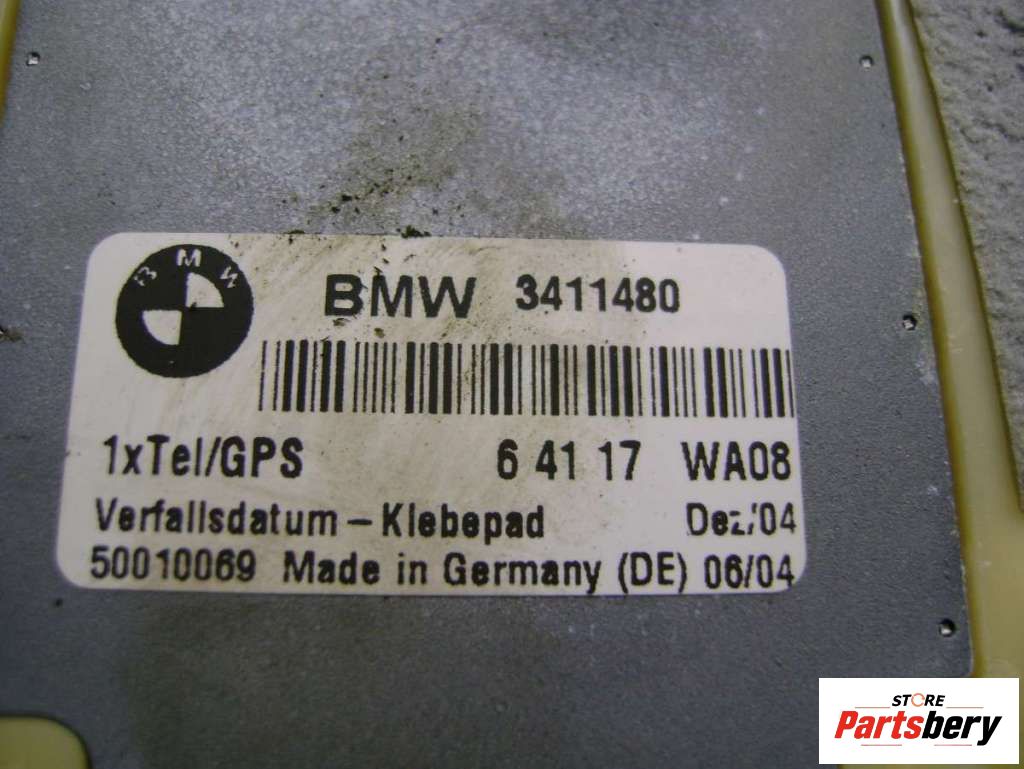 BMW
BMW 3411480
1xTel/GPS 6 41 17 WA08
Verfallsdatum - Klebepad Dez/04
50010069 Made in Germany (DE) 06/04
STORE
Partsbery